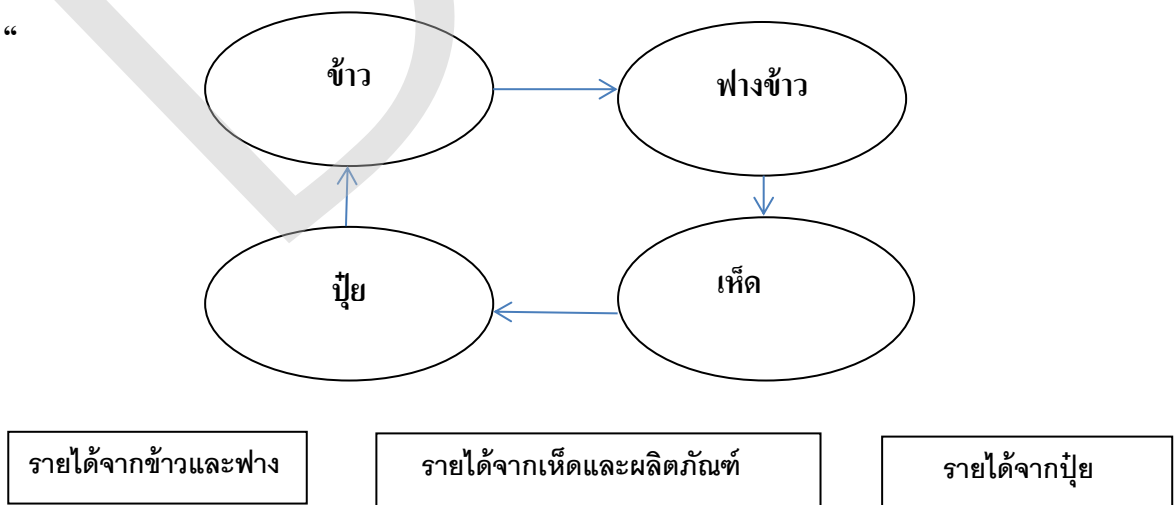 “
ข้าว
ฟางข้าว
ปุ๋ย
เห็ด
รายได้จากข้าวและฟาง
รายได้จากเห็ดและผลิตภัณฑ์
รายได้จากปุ๋ย